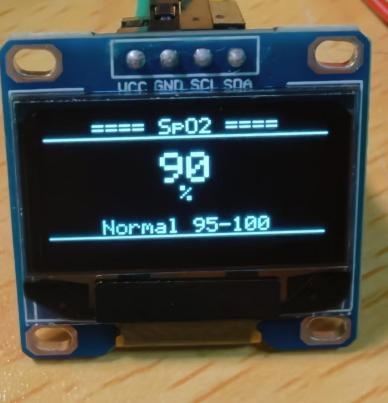 VCC GND SCL SDA
==== SpO2 ====
90
%
Normal 95-100